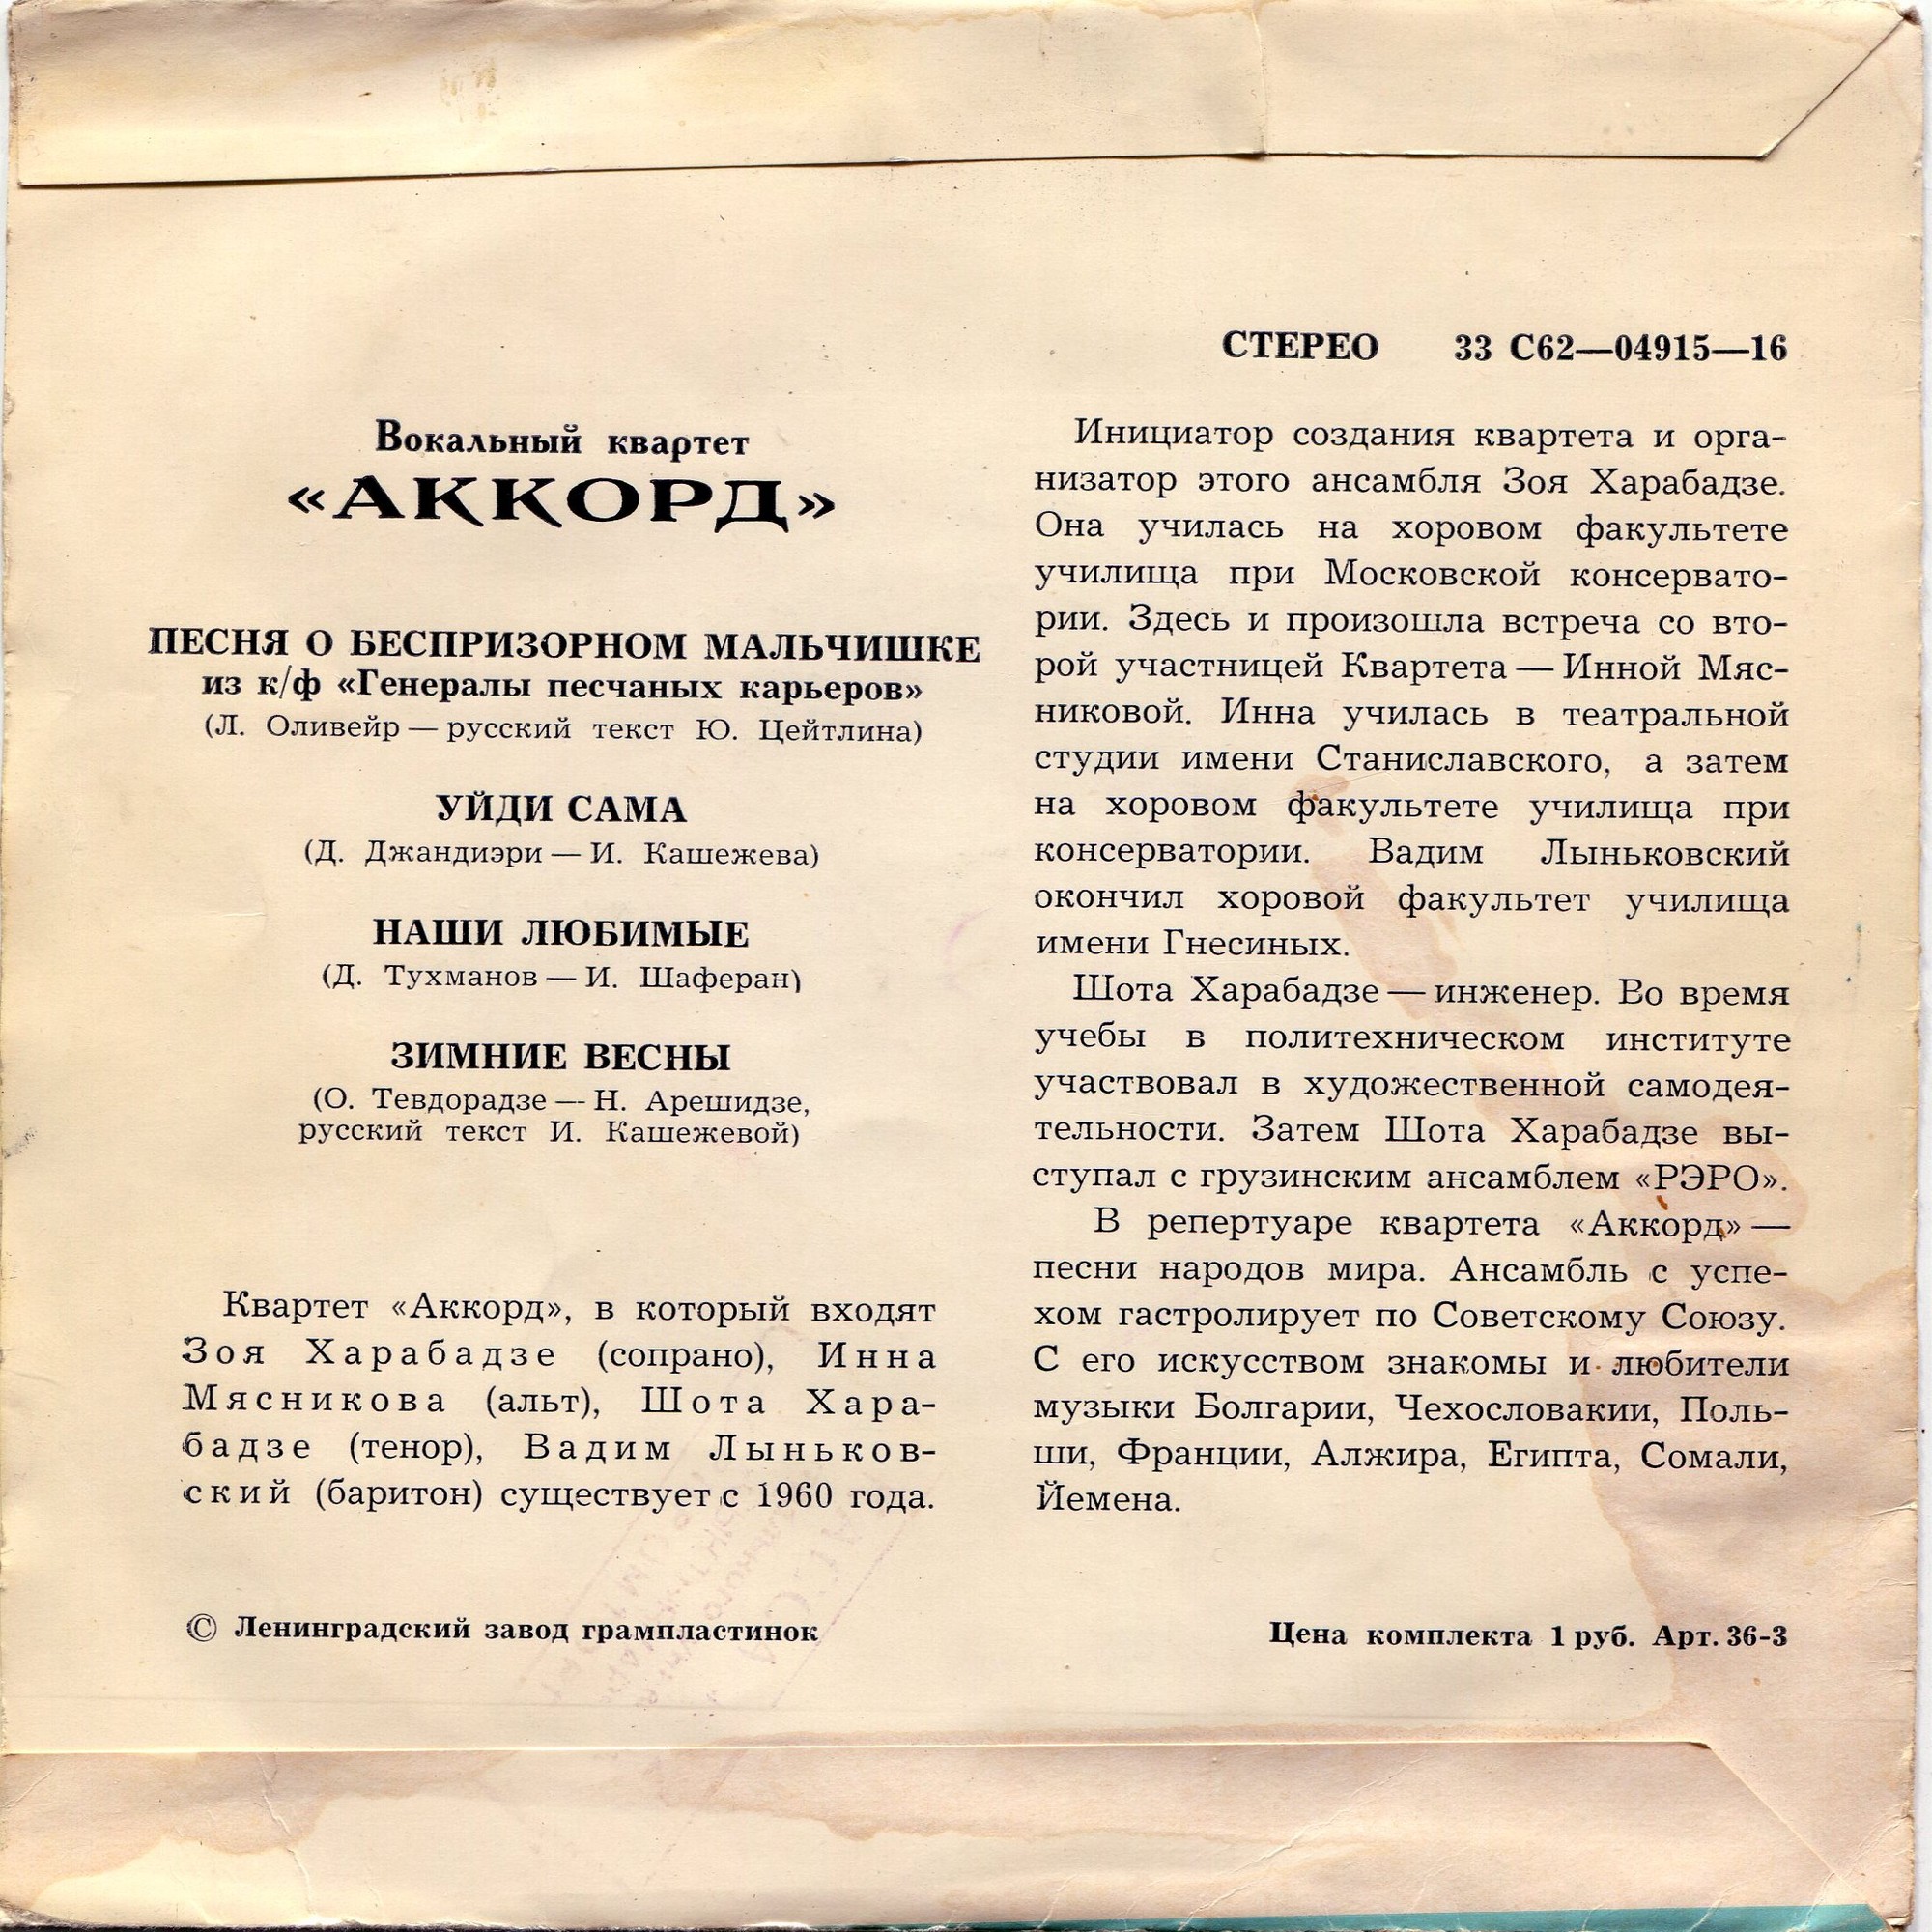 СТЕРЕО 33 С62—04915—16
Вокальный квартет
«АККОРД»
ПЕСНЯ О БЕСПРИЗОРНОМ МАЛЬЧИШКЕ
из к/ф «Генералы песчаных карьеров»
(Л. Оливейр — русский текст Ю. Цейтлина)
УЙДИ САМА
(Д. Джандиэри — И. Кашежева)
НАШИ ЛЮБИМЫЕ
(Д. Тухманов — И. Шаферан)
ЗИМНИЕ ВЕСНЫ
(О. Тевдорадзе — Н. Арешидзе,
русский текст И. Кашежевой)
Квартет «Аккорд», в который входят
Зоя Харабадзе (сопрано), Инна
Мясникова (альт), Шота Хара-
бадзе (тенор), Вадим Лыньков-
ский (баритон) существует с 1960 года.
Инициатор создания квартета и орга-
низатор этого ансамбля Зоя Харабадзе.
Она училась на хоровом факультете
училища при Московской консервато-
рии. Здесь и произошла встреча со вто-
рой участницей Квартета — Инной Мяс-
никовой. Инна училась в театральной
студии имени Станиславского, а затем
на хоровом факультете училища при
консерватории. Вадим Лыньковский
окончил хоровой факультет училища
имени Гнесиных.
Шота Харабадзе — инженер. Во время
учебы в политехническом институте
участвовал в художественной самодея-
тельности. Затем Шота Харабадзе вы-
ступал с грузинским ансамблем «РЭРО».
В репертуаре квартета «Аккорд» —
песни народов мира. Ансамбль с успе-
хом гастролирует по Советскому Союзу.
С его искусством знакомы и любители
музыки Болгарии, Чехословакии, Поль-
ши, Франции, Алжира, Египта, Сомали,
Йемена.
© Ленинградский завод грампластинок
Цена комплекта 1 руб. Арт. 36-3